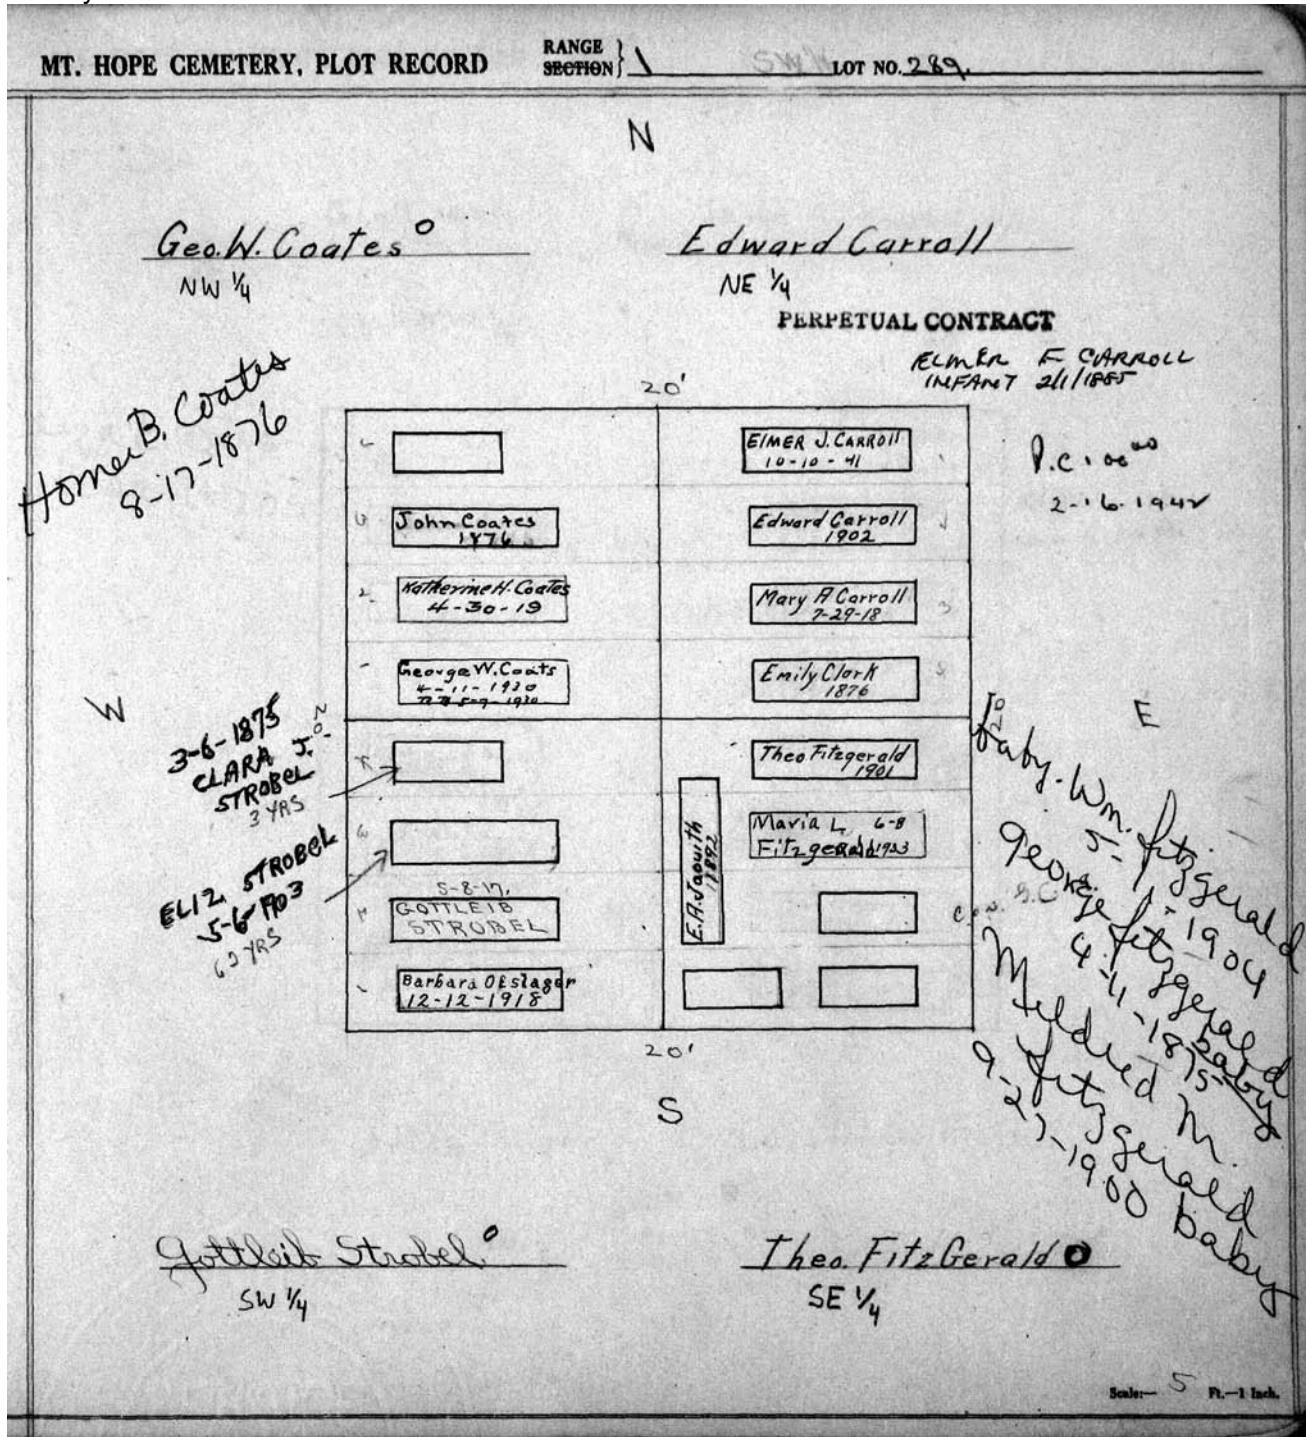 MT. HOPE CEMETERY, PLOT RECORD
RANGE
SECTION
1
LOT NO. 289.
N
Geo. W. Coates o
NW 1/4
Edward Carroll
NE 1/4
PERPETUAL CONTRACT
ELMER F CARROLL
INFANT 2/1/1885
Homer B. Coates
8-17-1876
20'
ELMER J. CARROLL
10-10-41
2-16-1942
John Coates
1876
Edward Carroll
1902
Katherine H. Coates
4-30-19
Mary A Carroll
7-29-18
George W. Coats
4-11-1930
Emily Clark
1876
W
E
3-6-1875
CLARA J.
STROBEL
3 YRS
20'
Theo Fitzgerald
1901
ELIZ STROBEL
5-6-1903
E.A. Jaquith
1892
Maria L 6-8
Fitzgerald 1933
5-8-17.
GOTTLEIB
STROBEL
Barbara Oeslager
12-12-1918
baby. Wm. fitzgerald
5-1-1904
George fitzgerald
4-11-1875 baby
Mildred M.
fitzgerald
9-27-1900 baby
20'
S
Gottleib Strobel o
SW 1/4
Theo. FitzGerald o
SE 1/4
Scale:— 5 Ft.—1 Inch.